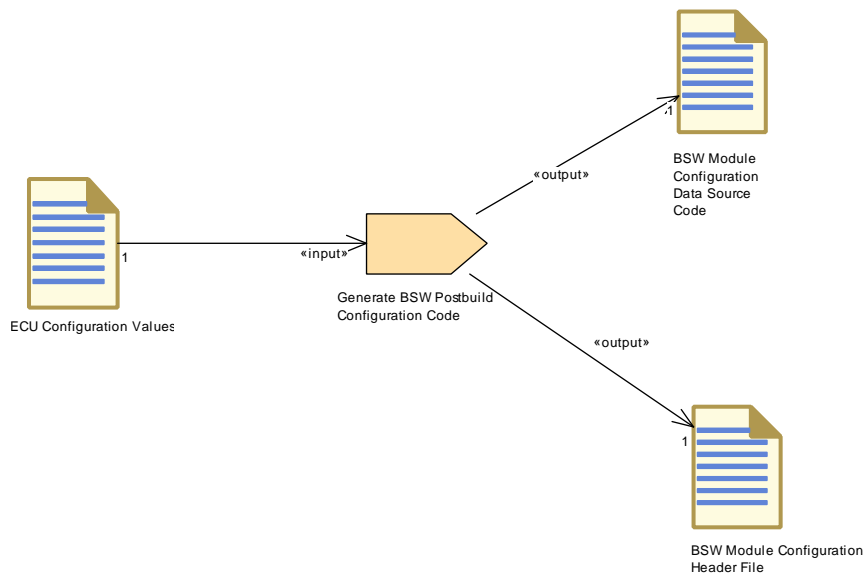 1
BSW Module
Configuration
Data Source
Code
«output»
1
«input»
ECU Configuration Values
Generate BSW Postbuild
Configuration Code
«output»
1
BSW Module Configuration
Header File